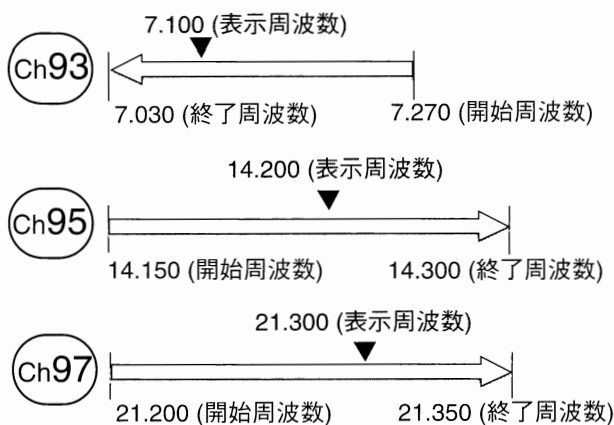 7.100 (表示周波数)
Ch93
7.030 (終了周波数) 7.270 (開始周波数)
14.200 (表示周波数)
Ch95
14.150 (開始周波数) 14.300 (終了周波数)
21.300 (表示周波数)
Ch97
21.200 (開始周波数) 21.350 (終了周波数)